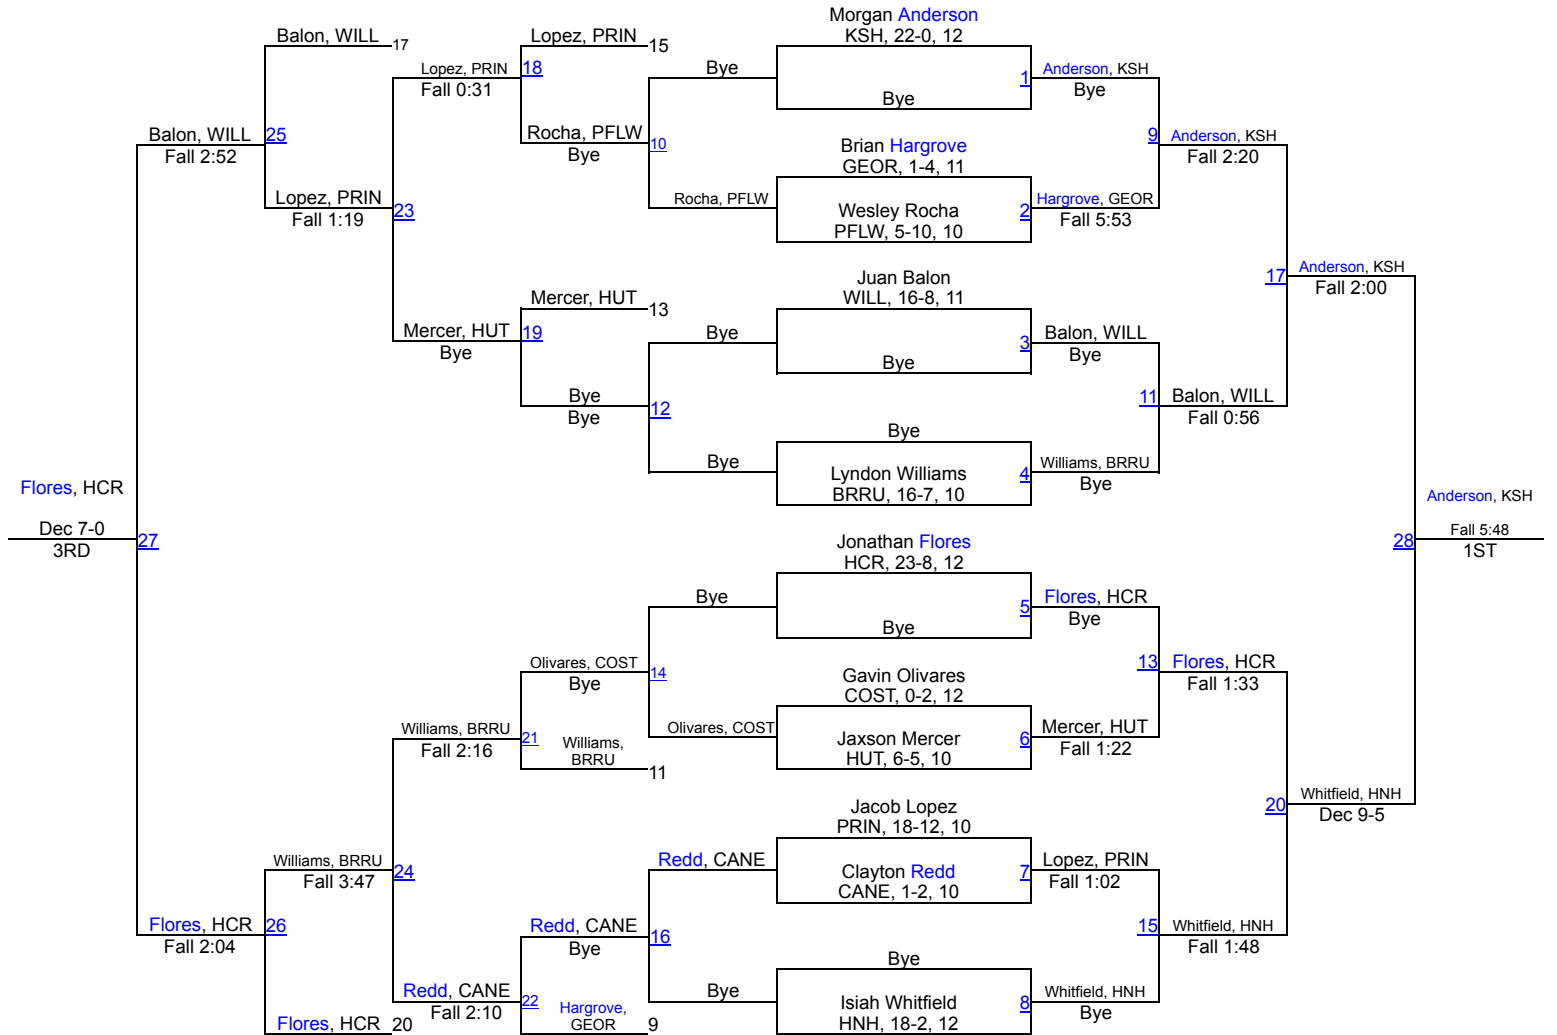 Morgan Anderson
KSH, 22-0, 12
Bye
Brian Hargrove
GEOR, 1-4, 11
Wesley Rocha
PFLW, 5-10, 10
Juan Balon
WILL, 16-8, 11
Bye
Bye
Lyndon Williams
BRRU, 16-7, 10
Jonathan Flores
HCR, 23-8, 12
Bye
Gavin Olivares
COST, 0-2, 12
Jaxson Mercer
HUT, 6-5, 10
Jacob Lopez
PRIN, 18-12, 10
Clayton Redd
CANE, 1-2, 10
Bye
Isiah Whitfield
HNH, 18-2, 12
1
Anderson, KSH
Bye
2
Hargrove, GEOR
Fall 5:53
3
Balon, WILL
Bye
4
Williams, BRRU
Bye
5
Flores, HCR
Bye
6
Mercer, HUT
Fall 1:22
7
Lopez, PRIN
Fall 1:02
8
Whitfield, HNH
Bye
9
Anderson, KSH
Fall 2:20
11
Balon, WILL
Fall 0:56
13
Flores, HCR
Fall 1:33
15
Whitfield, HNH
Fall 1:48
17
Anderson, KSH
Fall 2:00
20
Whitfield, HNH
Dec 9-5
28
Anderson, KSH
Fall 5:48
1ST
Bye
Rocha, PFLW
Bye
Bye
Bye
Olivares, COST
Redd, CANE
Bye
Lopez, PRIN
15
Rocha, PFLW
Bye
10
Mercer, HUT
13
Bye
Bye
12
Olivares, COST
Bye
14
Williams,
BRRU
11
Redd, CANE
Bye
16
Hargrove,
GEOR
9
Lopez, PRIN
Fall 0:31
18
Mercer, HUT
Bye
19
Williams, BRRU
Fall 2:16
21
Redd, CANE
Fall 2:10
22
Balon, WILL
17
Lopez, PRIN
Fall 1:19
23
Williams, BRRU
Fall 3:47
24
Flores, HCR
20
Balon, WILL
Fall 2:52
25
Flores, HCR
Fall 2:04
26
Flores, HCR
Dec 7-0
3RD
27